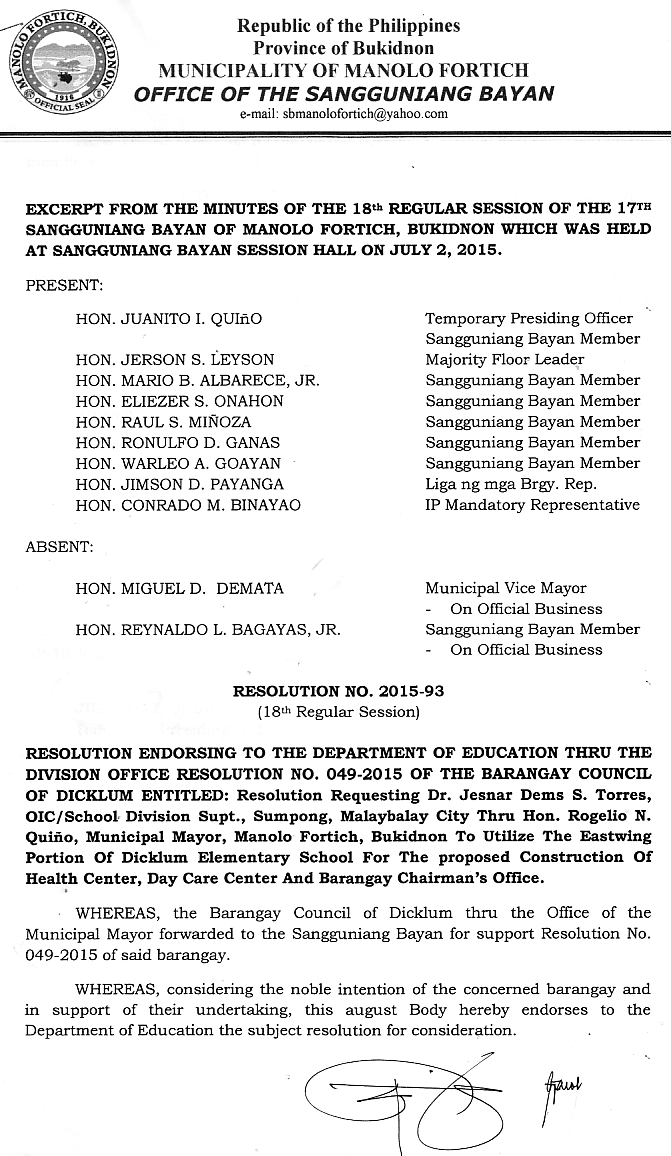 MANOLO FORTICH, BUKIDNON
1916
OFFICIAL SEAL
Republic of the Philippines
Province of Bukidnon
MUNICIPALITY OF MANOLO FORTICH
OFFICE OF THE SANGGUNIANG BAYAN
e-mail: sbmanolofortich@yahoo.com
EXCERPT FROM THE MINUTES OF THE 18th REGULAR SESSION OF THE 17TH
SANGGUNIANG BAYAN OF MANOLO FORTICH, BUKIDNON WHICH WAS HELD
AT SANGGUNIANG BAYAN SESSION HALL ON JULY 2, 2015.
PRESENT:
HON. JUANITO I. QUIñO Temporary Presiding Officer
Sangguniang Bayan Member
HON. JERSON S. LEYSON Majority Floor Leader
HON. MARIO B. ALBARECE, JR. Sangguniang Bayan Member
HON. ELIEZER S. ONAHON Sangguniang Bayan Member
HON. RAUL S. MIÑOZA Sangguniang Bayan Member
HON. RONULFO D. GANAS Sangguniang Bayan Member
HON. WARLEO A. GOAYAN Sangguniang Bayan Member
HON. JIMSON D. PAYANGA Liga ng mga Brgy. Rep.
HON. CONRADO M. BINAYAO IP Mandatory Representative
ABSENT:
HON. MIGUEL D. DEMATA Municipal Vice Mayor
- On Official Business
HON. REYNALDO L. BAGAYAS, JR. Sangguniang Bayan Member
- On Official Business
RESOLUTION NO. 2015-93
(18th Regular Session)
RESOLUTION ENDORSING TO THE DEPARTMENT OF EDUCATION THRU THE
DIVISION OFFICE RESOLUTION NO. 049-2015 OF THE BARANGAY COUNCIL
OF DICKLUM ENTITLED: Resolution Requesting Dr. Jesnar Dems S. Torres,
OIC/School Division Supt., Sumpong, Malaybalay City Thru Hon. Rogelio N.
Quiño, Municipal Mayor, Manolo Fortich, Bukidnon To Utilize The Eastwing
Portion Of Dicklum Elementary School For The proposed Construction Of
Health Center, Day Care Center And Barangay Chairman's Office.
WHEREAS, the Barangay Council of Dicklum thru the Office of the
Municipal Mayor forwarded to the Sangguniang Bayan for support Resolution No.
049-2015 of said barangay.
WHEREAS, considering the noble intention of the concerned barangay and
in support of their undertaking, this august Body hereby endorses to the
Department of Education the subject resolution for consideration.